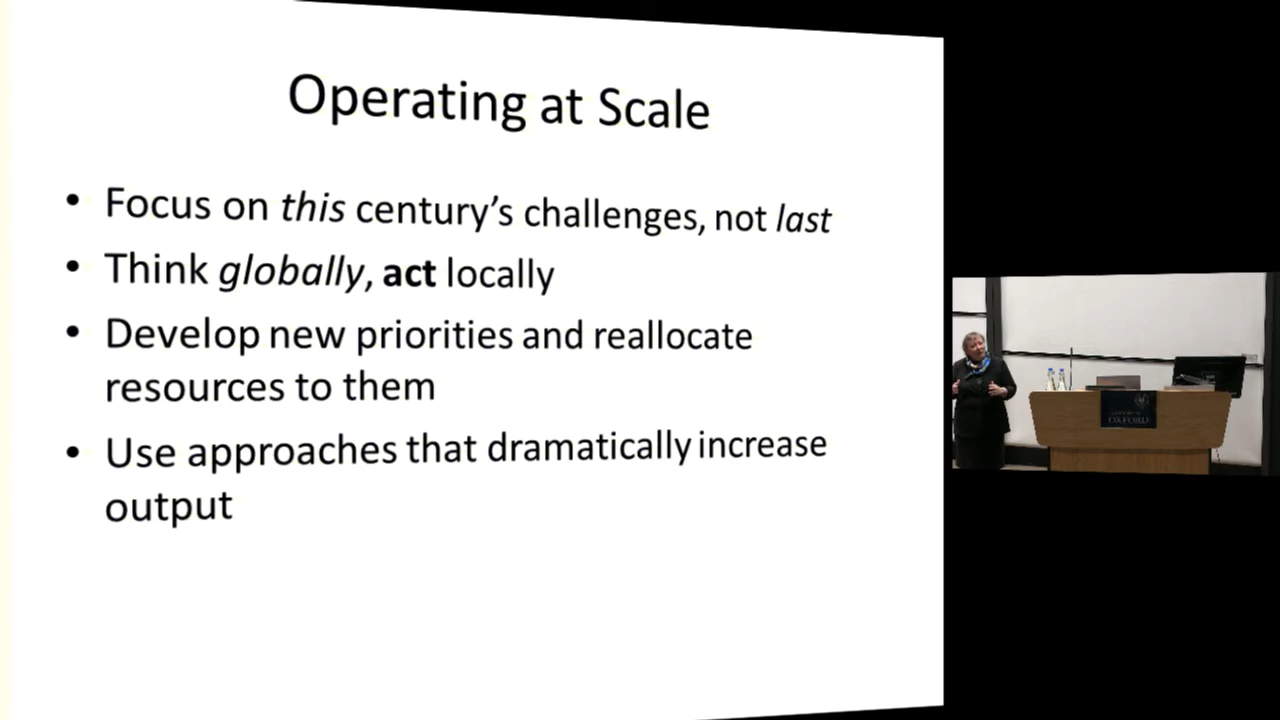 Operating at Scale
• Focus on this century's challenges, not last
• Think globally, act locally
• Develop new priorities and reallocate
resources to them
• Use approaches that dramatically increase
output
OXFORD